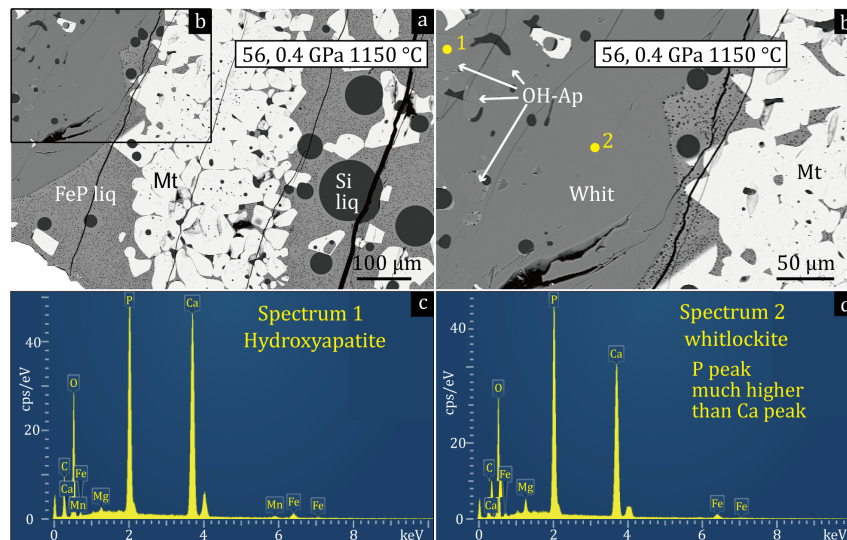 b
a
56, 0.4 GPa 1150 °C
FeP liq
Mt
Si
liq
100 µm
b
1
56, 0.4 GPa 1150 °C
OH-Ap
2
Whit
Mt
50 µm
c
Spectrum 1
Hydroxyapatite
P
Ca
O
C
Fe
Ca
Mn
Mg
Mn
Fe
Fe
cps/eV
40
20
0
0
2
4
6
8
keV
d
Spectrum 2
whitlockite
P peak
much higher
than Ca peak
P
Ca
O
C
Fe
Ca
Mg
Fe
Fe
cps/eV
40
20
0
0
2
4
6
8
keV